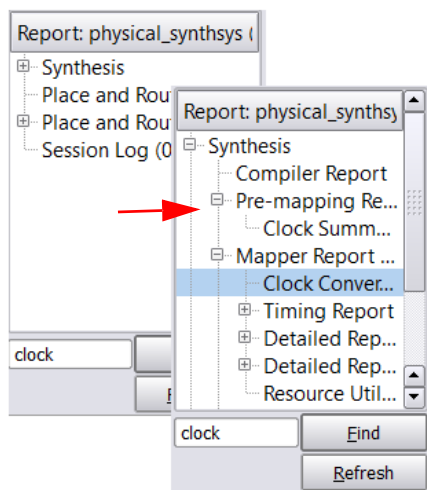 Report: physical_synthsys (
Synthesis
Place and Rou
Place and Rou
Session Log (0
clock
Report: physical_synthsy
Synthesis
Compiler Report
Pre-mapping Re...
Clock Summ...
Mapper Report ...
Clock Conver...
Timing Report
Detailed Rep...
Detailed Rep...
Resource Util...
clock
Find
Refresh